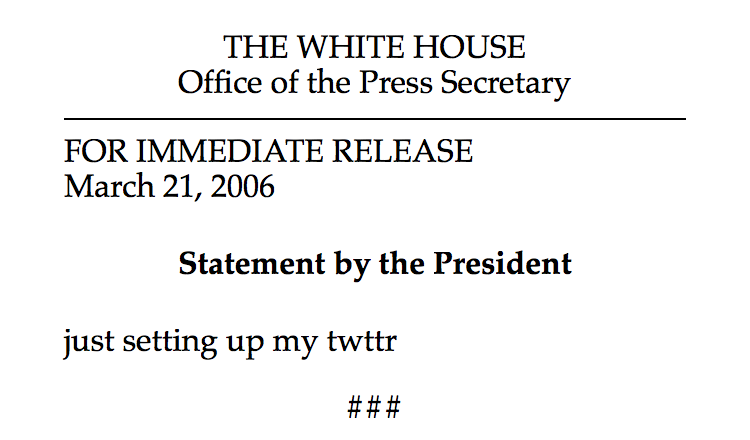 THE WHITE HOUSE
Office of the Press Secretary
FOR IMMEDIATE RELEASE
March 21, 2006
Statement by the President
just setting up my twttr
###